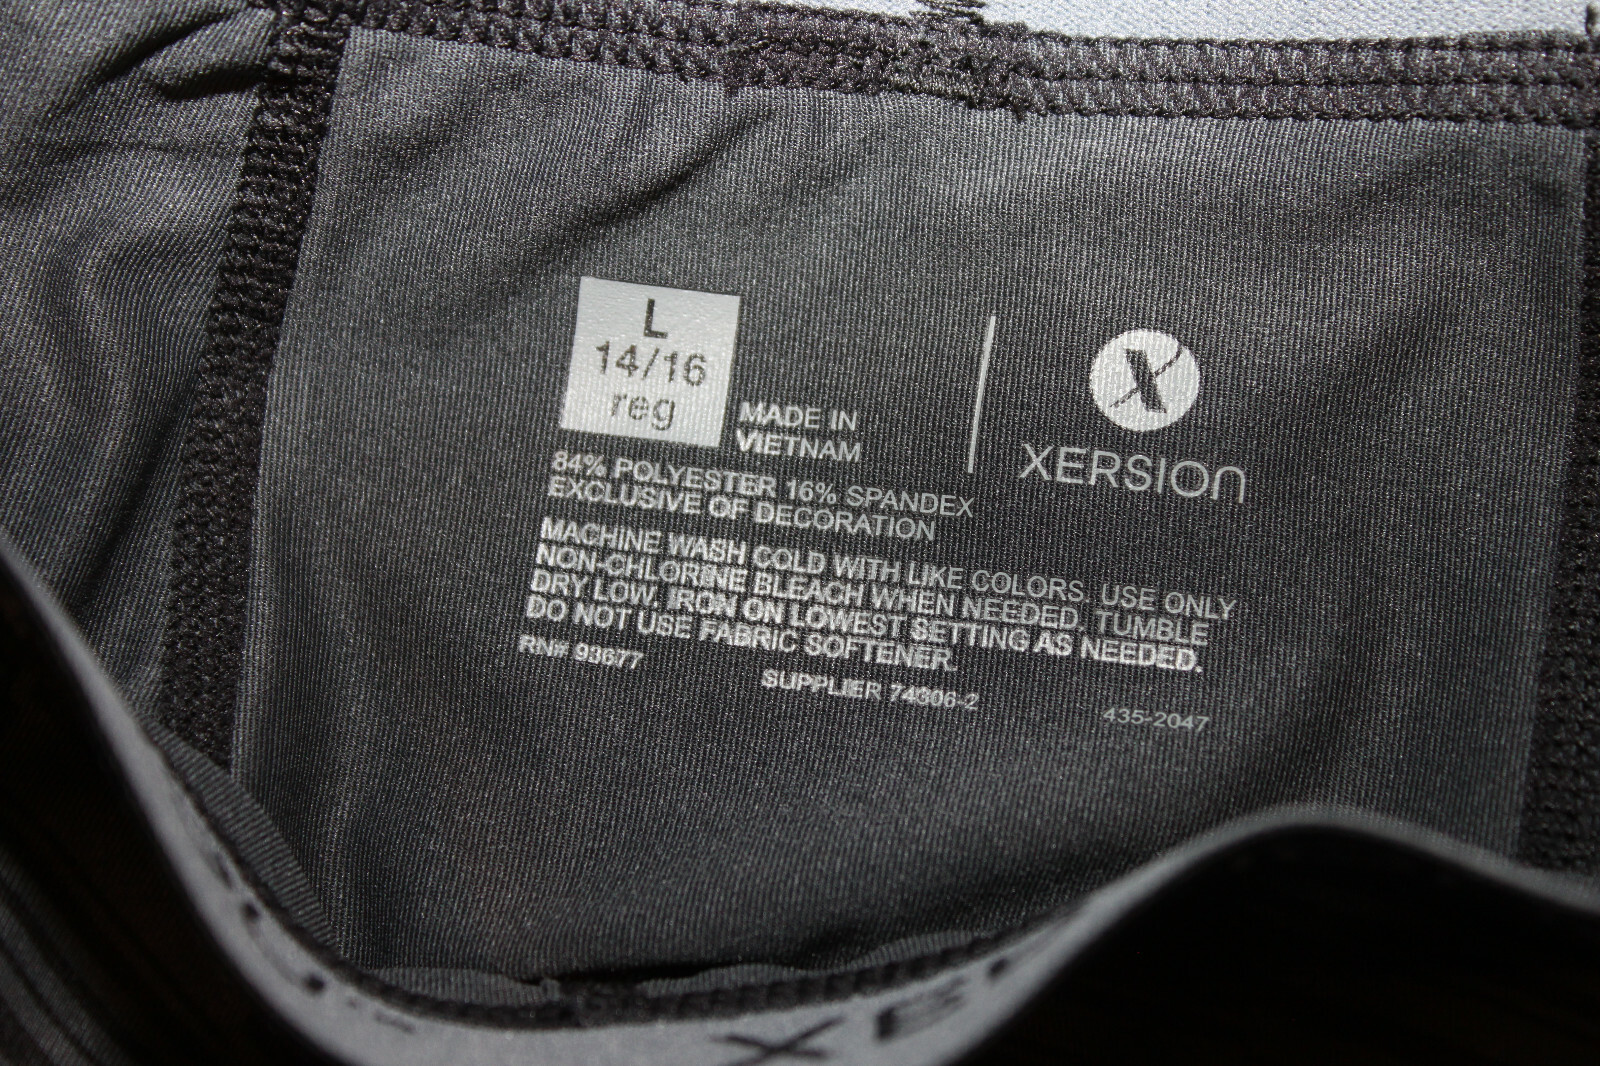 L
14/16
reg
MADE IN
VIETNAM
84% POLYESTER 16% SPANDEX
EXCLUSIVE OF DECORATION
MACHINE WASH COLD WITH LIKE COLORS. USE ONLY
NON-CHLORINE BLEACH WHEN NEEDED. TUMBLE
DRY LOW. IRON ON LOWEST SETTING AS NEEDED.
DO NOT USE FABRIC SOFTENER.
RN# 93677
SUPPLIER 74306-2
435-2047
X
XERSION
XE